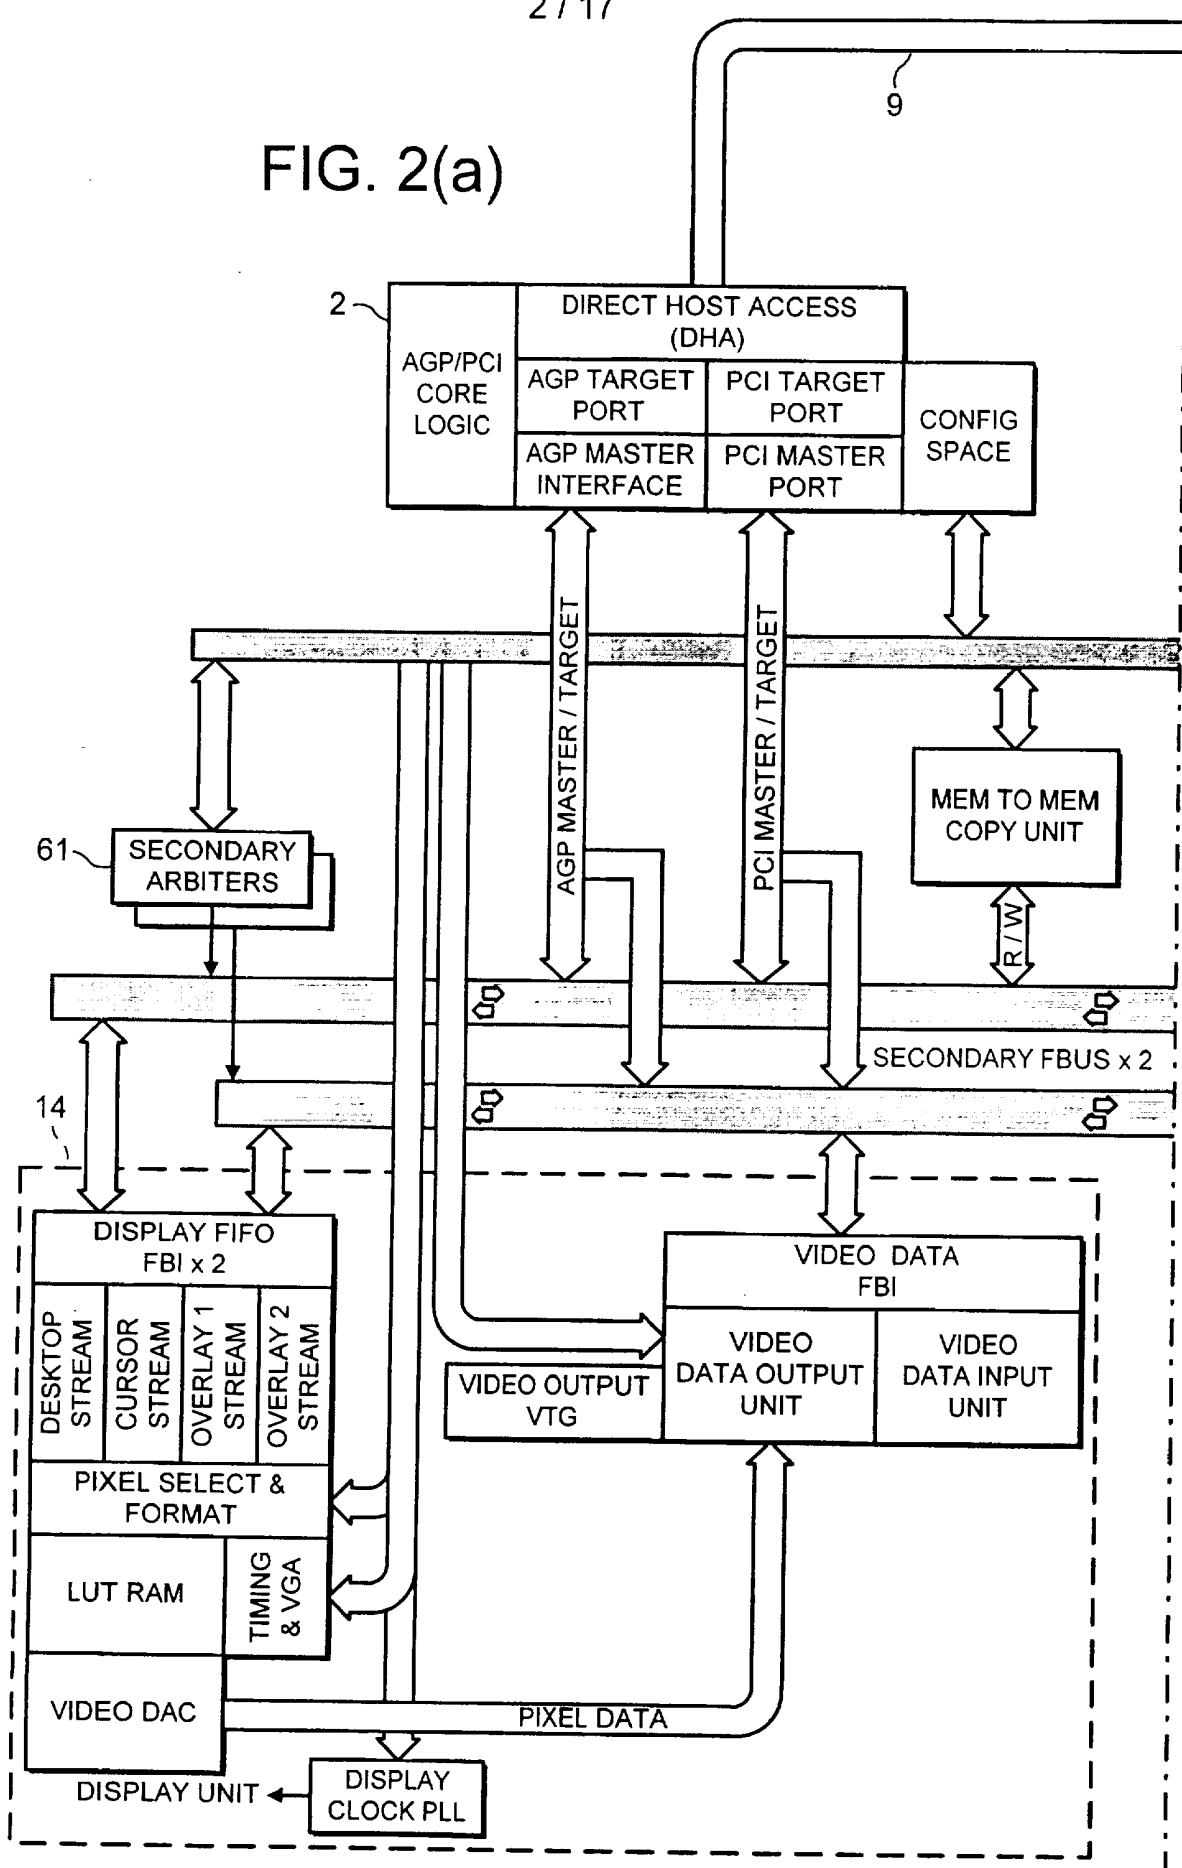 2 / 17
9
FIG. 2(a)
2
DIRECT HOST ACCESS
(DHA)
AGP/PCI
CORE
LOGIC
AGP TARGET
PORT
PCI TARGET
PORT
CONFIG
SPACE
AGP MASTER
INTERFACE
PCI MASTER
PORT
AGP MASTER / TARGET
PCI MASTER / TARGET
MEM TO MEM
COPY UNIT
61
SECONDARY
ARBITERS
R / W
SECONDARY FBUS x 2
14
DISPLAY FIFO
FBI x 2
VIDEO DATA
FBI
DESKTOP
STREAM
CURSOR
STREAM
OVERLAY 1
STREAM
OVERLAY 2
STREAM
VIDEO
DATA OUTPUT
UNIT
VIDEO
DATA INPUT
UNIT
VIDEO OUTPUT
VTG
PIXEL SELECT &
FORMAT
LUT RAM
TIMING
& VGA
VIDEO DAC
PIXEL DATA
DISPLAY UNIT
DISPLAY
CLOCK PLL